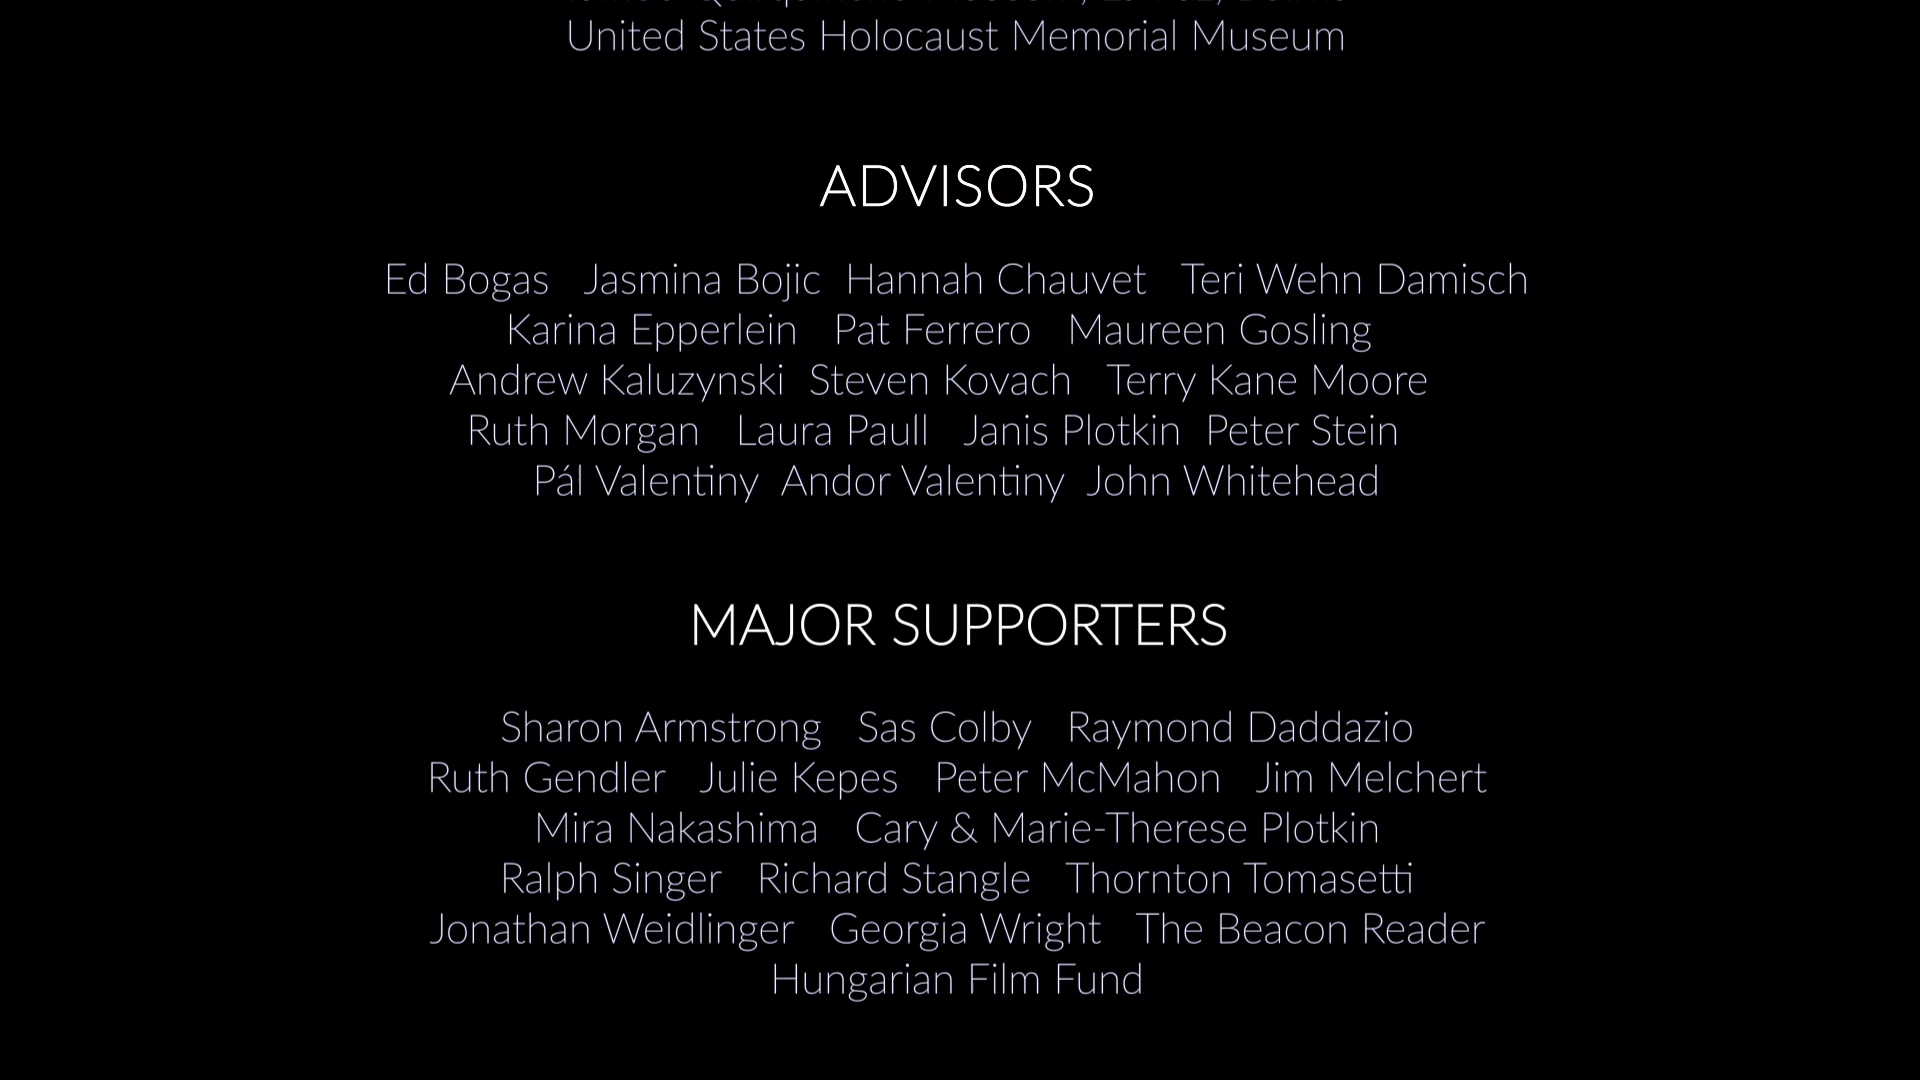 United States Holocaust Memorial Museum
ADVISORS
Ed Bogas Jasmina Bojic Hannah Chauvet Teri Wehn Damisch
Karina Epperlein Pat Ferrero Maureen Gosling
Andrew Kaluzynski Steven Kovach Terry Kane Moore
Ruth Morgan Laura Paull Janis Plotkin Peter Stein
Pál Valentiny Andor Valentiny John Whitehead
MAJOR SUPPORTERS
Sharon Armstrong Sas Colby Raymond Daddazio
Ruth Gendler Julie Kepes Peter McMahon Jim Melchert
Mira Nakashima Cary & Marie-Therese Plotkin
Ralph Singer Richard Stangle Thornton Tomasetti
Jonathan Weidlinger Georgia Wright The Beacon Reader
Hungarian Film Fund